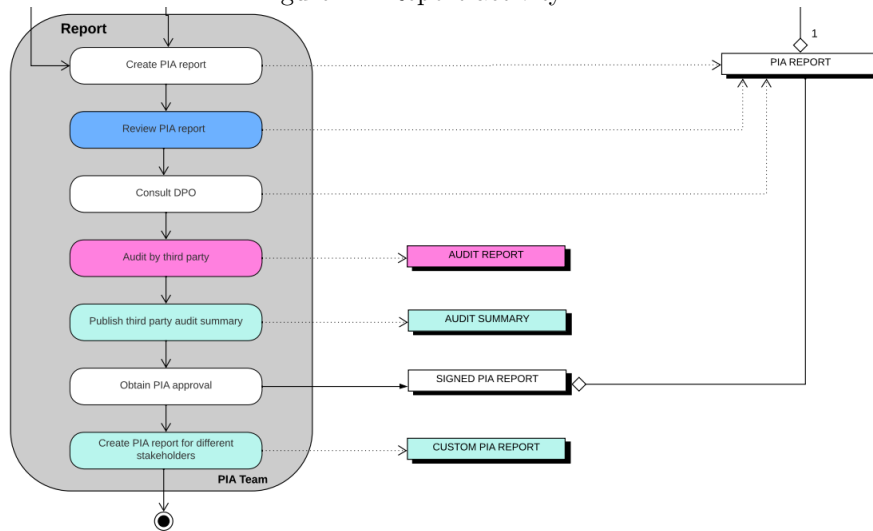 Report
1
Create PIA report
PIA REPORT
Review PIA report
Consult DPO
Audit by third party
AUDIT REPORT
Publish third party audit summary
AUDIT SUMMARY
Obtain PIA approval
SIGNED PIA REPORT
Create PIA report for different
stakeholders
CUSTOM PIA REPORT
PIA Team